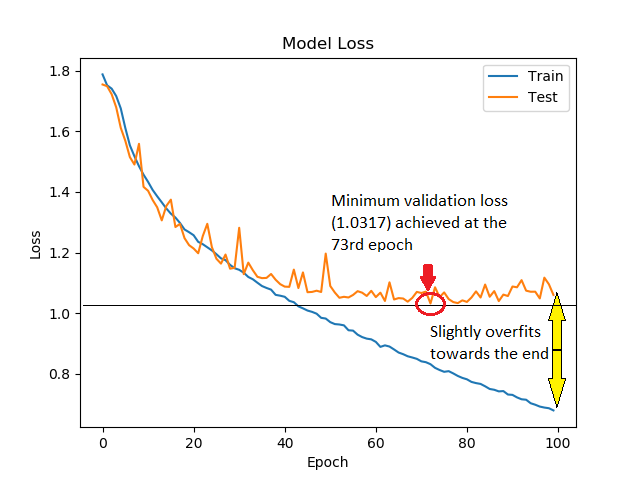 Model Loss
Train
Test
1.8
1.6
1.4
1.2
1.0
0.8
Loss
Minimum validation loss
(1.0317) achieved at the
73rd epoch
Slightly overfits
towards the end
0
20
40
60
80
100
Epoch